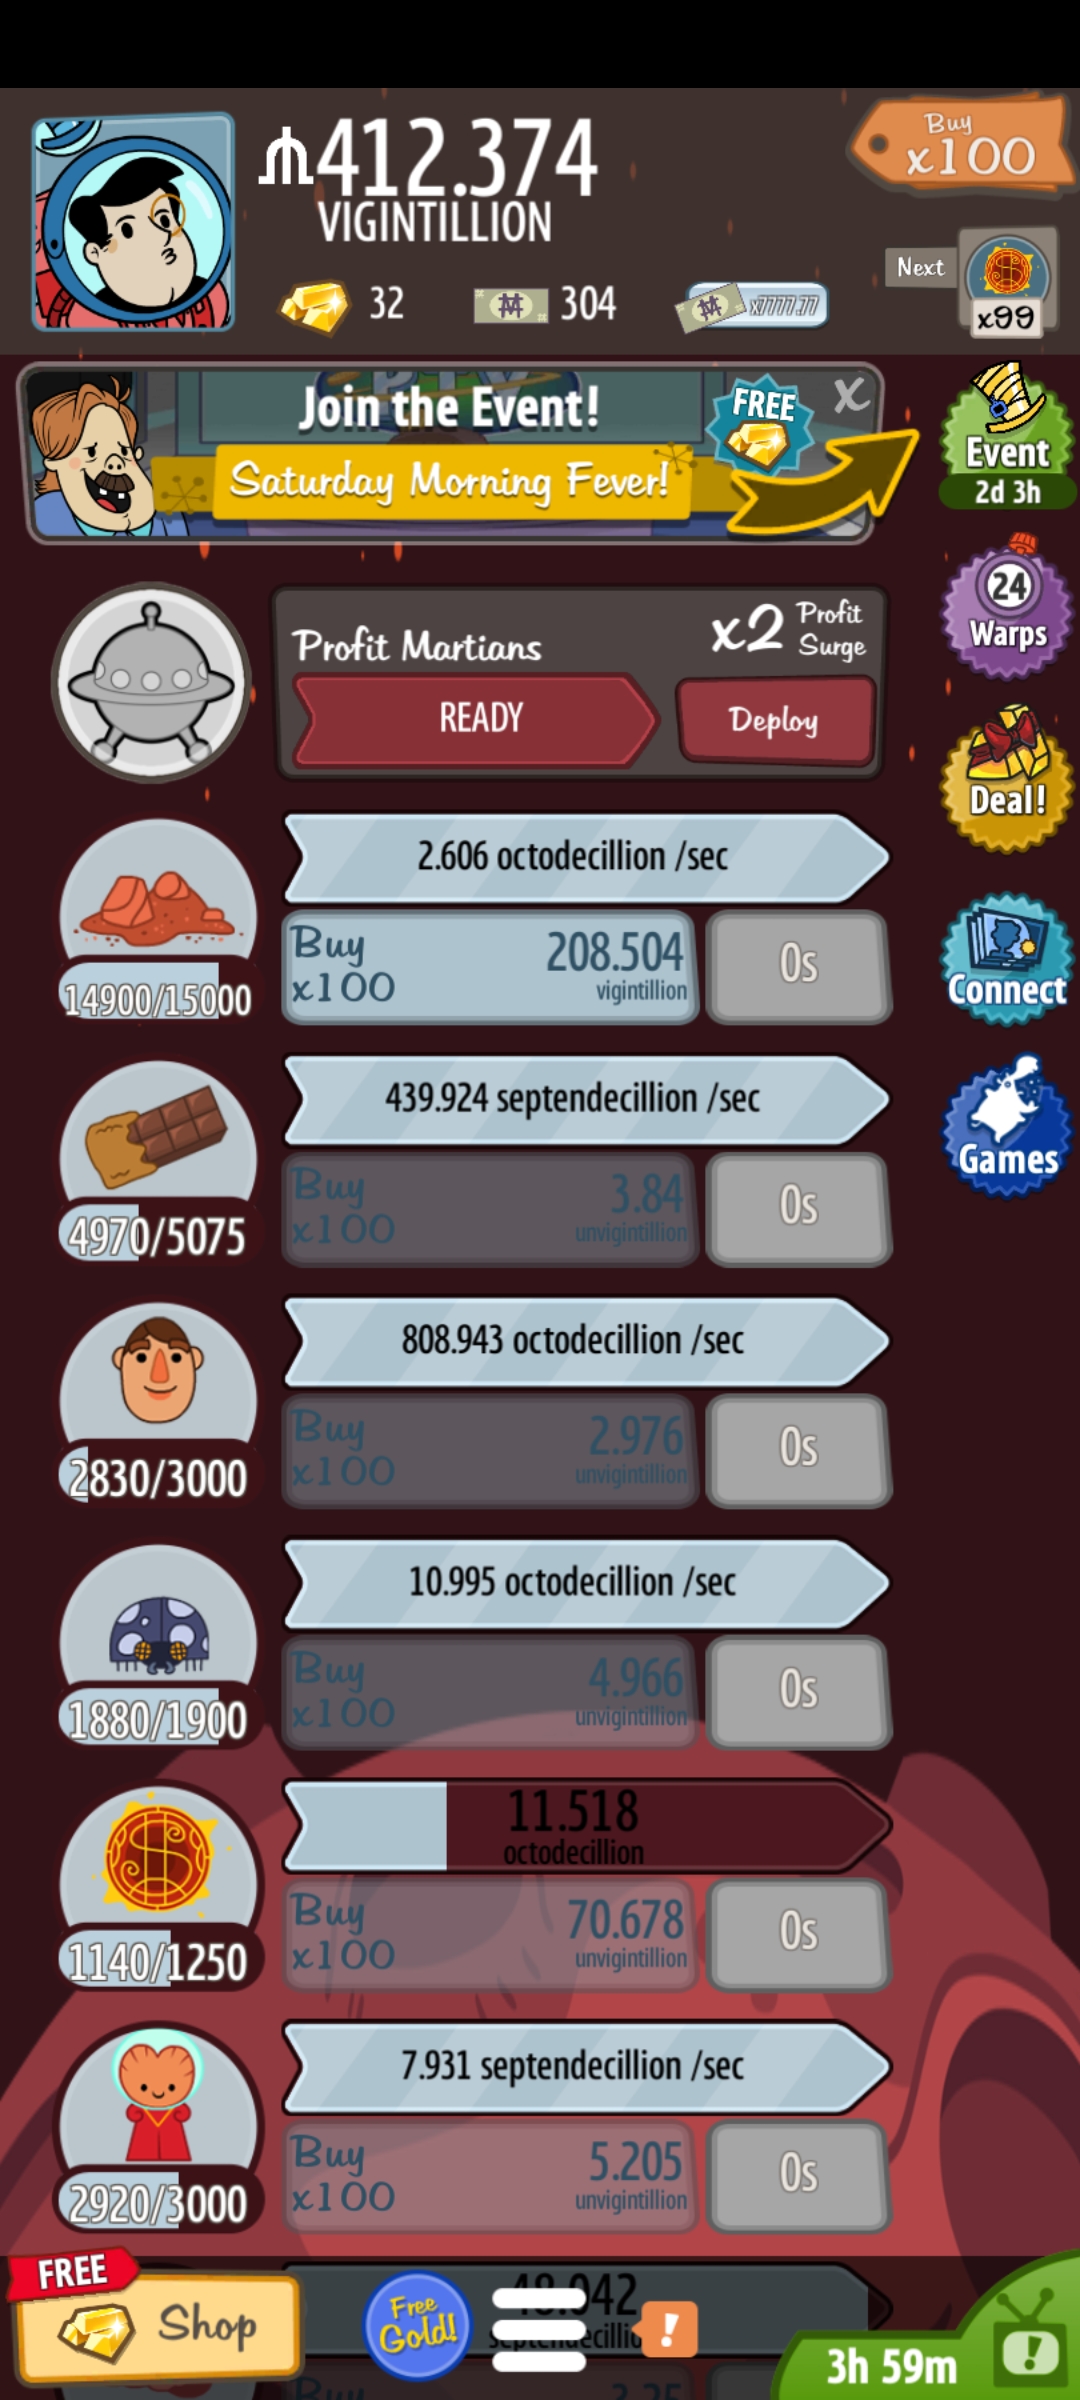 412.374
VIGINTILLION
Buy
x100
32
304
x7777.77
Next
x99
Join the Event!
FREE
X
Saturday Morning Fever!
Event
2d 3h
Profit Martians
x2 Profit Surge
READY
Deploy
24
Warps
Deal!
2.606 octodecillion /sec
Buy x100
208.504
vigintillion
0s
14900/15000
Connect
439.924 septendecillion /sec
Buy x100
3.84
unvigintillion
0s
4970/5075
Games
808.943 octodecillion /sec
Buy x100
2.976
unvigintillion
0s
2830/3000
10.995 octodecillion /sec
Buy x100
4.966
unvigintillion
0s
1880/1900
11.518
octodecillion
Buy x100
70.678
unvigintillion
0s
1140/1250
7.931 septendecillion /sec
Buy x100
5.205
unvigintillion
0s
2920/3000
FREE
Shop
Free Gold!
!
3h 59m
!
Buy
3.25